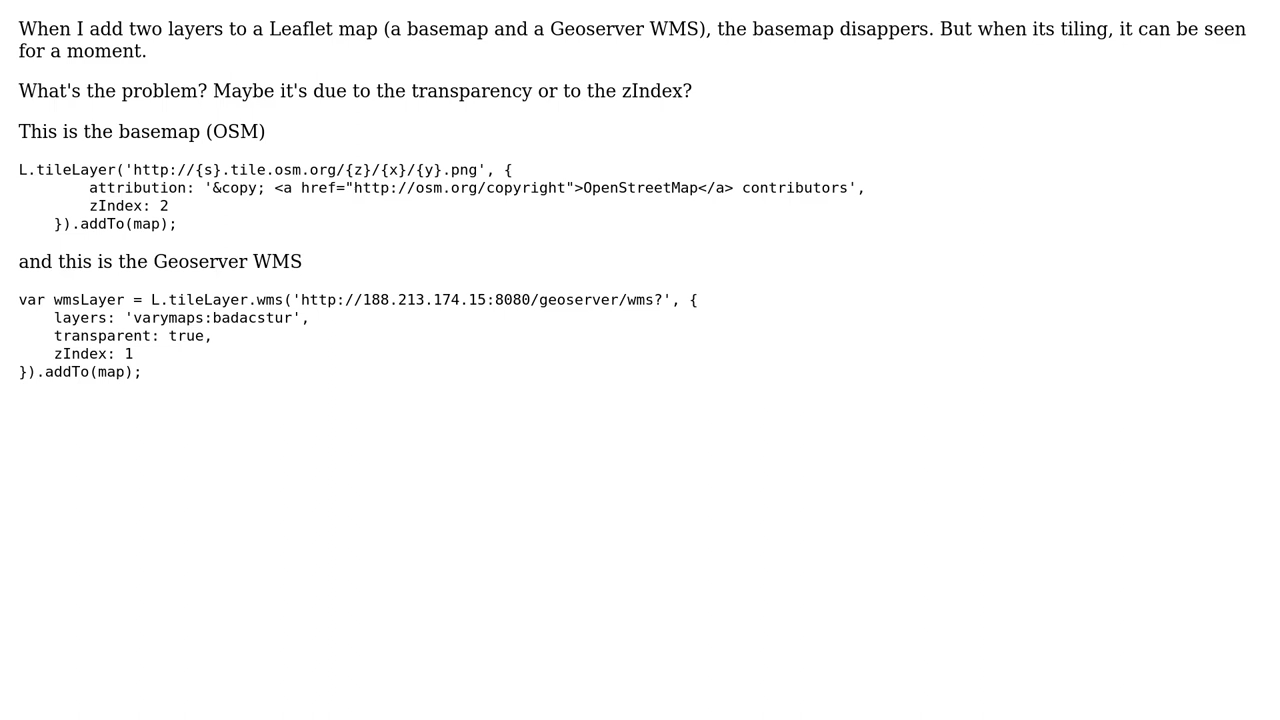 When I add two layers to a Leaflet map (a basemap and a Geoserver WMS), the basemap disappers. But when its tiling, it can be seen
for a moment.
What's the problem? Maybe it's due to the transparency or to the zIndex?
This is the basemap (OSM)
L.tileLayer('http://{s}.tile.osm.org/{z}/{x}/{y}.png', {
        attribution: '&copy; <a href="http://osm.org/copyright">OpenStreetMap</a> contributors',
        zIndex: 2
    }).addTo(map);
and this is the Geoserver WMS
var wmsLayer = L.tileLayer.wms('http://188.213.174.15:8080/geoserver/wms?', {
    layers: 'varymaps:badacstur',
    transparent: true,
    zIndex: 1
}).addTo(map);